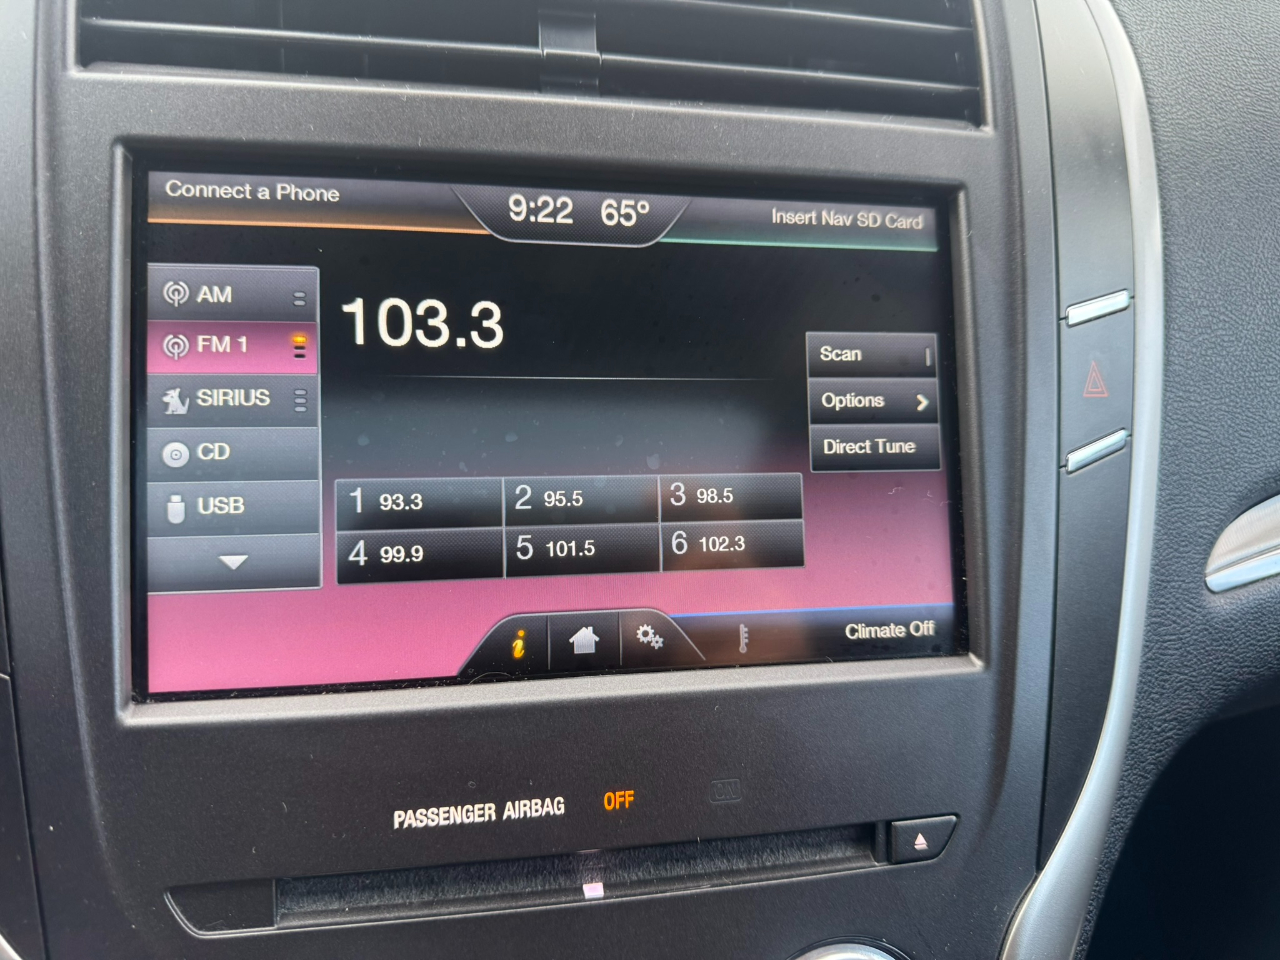 Connect a Phone
9:22 65°
Insert Nav SD Card
AM
FM 1
SIRIUS
CD
USB
103.3
Scan
Options
Direct Tune
1 93.3
2 95.5
3 98.5
4 99.9
5 101.5
6 102.3
i
Climate Off
PASSENGER AIRBAG OFF ON